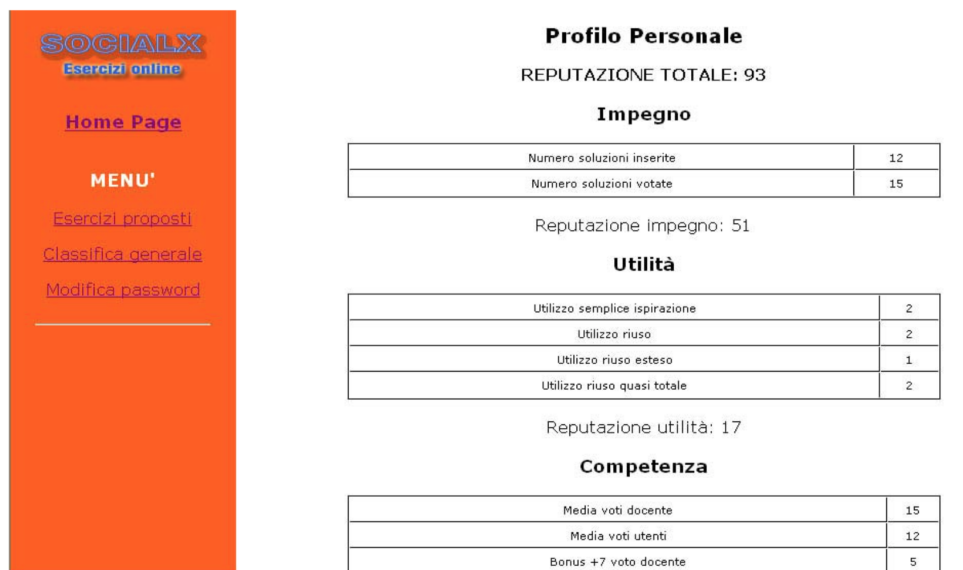 SOCIALX
Esercizi online
Home Page
MENU'
Esercizi proposti
Classifica generale
Modifica password
Profilo Personale
REPUTAZIONE TOTALE: 93
Impegno
Numero soluzioni inserite 12
Numero soluzioni votate 15
Reputazione impegno: 51
Utilità
Utilizzo semplice ispirazione 2
Utilizzo riuso 2
Utilizzo riuso esteso 1
Utilizzo riuso quasi totale 2
Reputazione utilità: 17
Competenza
Media voti docente 15
Media voti utenti 12
Bonus +7 voto docente 5